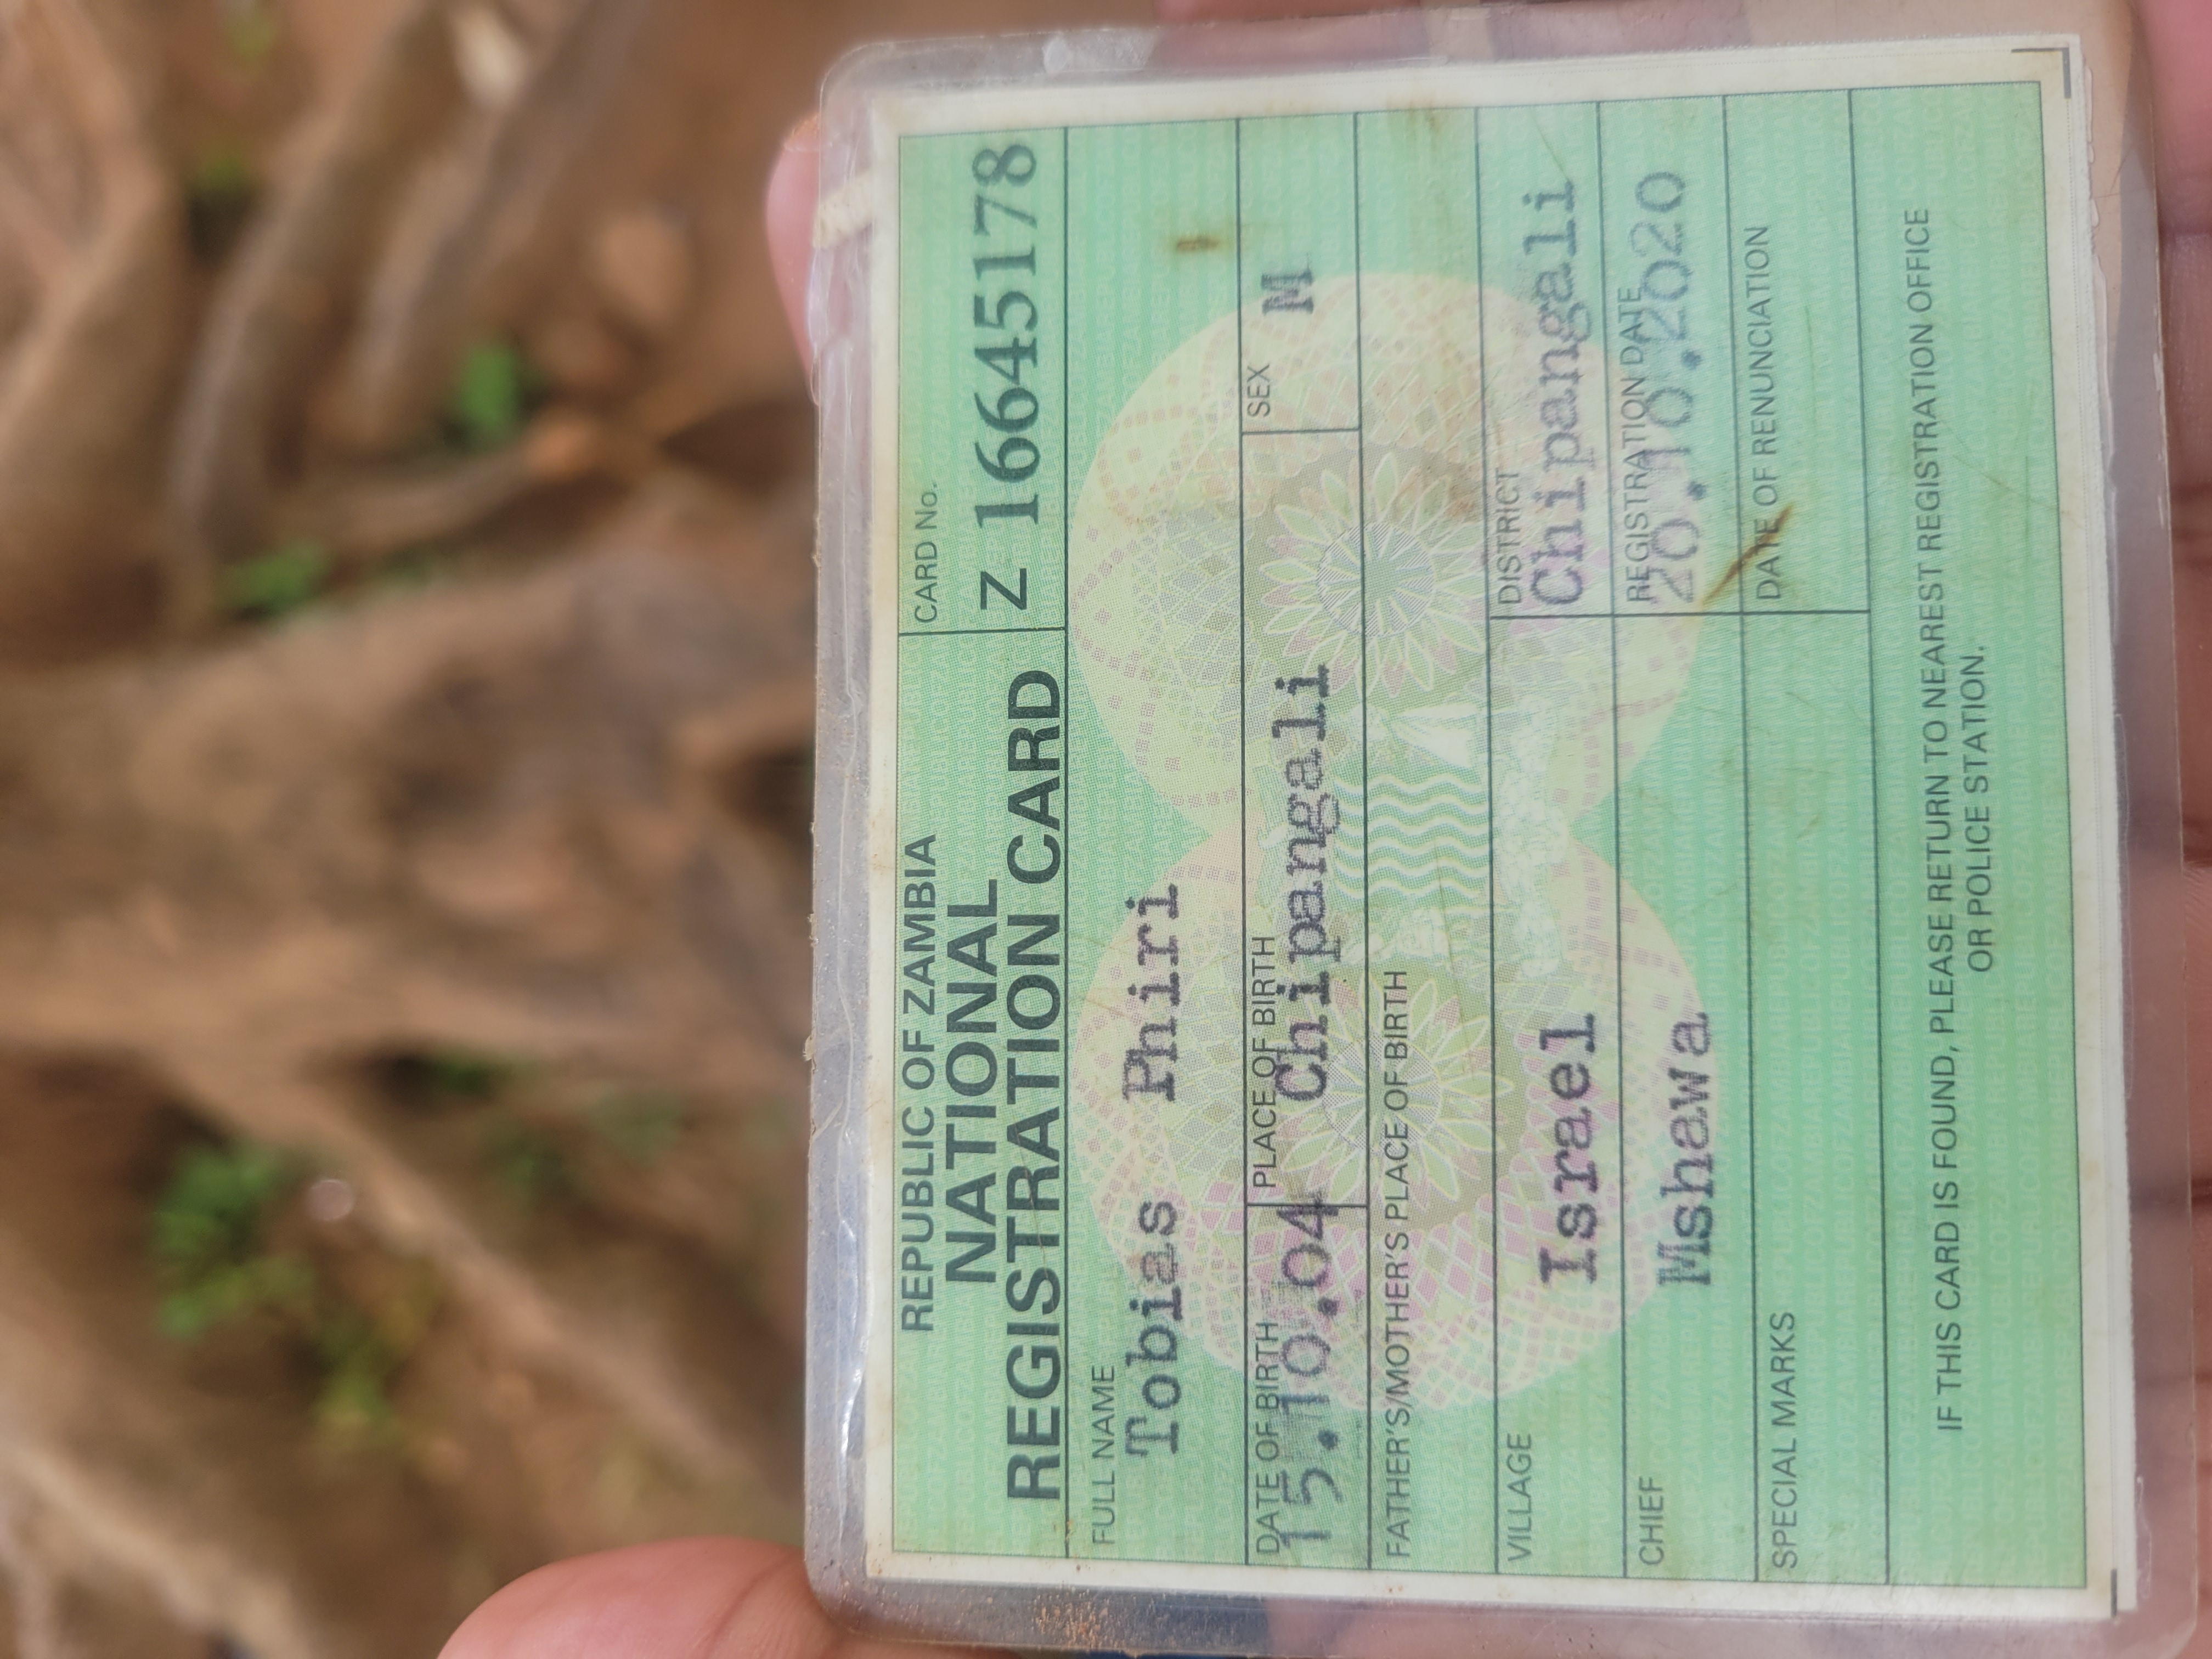 REPUBLIC OF ZAMBIA
NATIONAL
REGISTRATION CARD
CARD No.
Z 16645178
FULL NAME
Tobias Phiri
DATE OF BIRTH
15.10.04
PLACE OF BIRTH
Chipangali
SEX
M
FATHER'S/MOTHER'S PLACE OF BIRTH
VILLAGE
Israel
DISTRICT
Chipangali
CHIEF
Mshawa
REGISTRATION DATE
20.10.2020
SPECIAL MARKS
DATE OF RENUNCIATION
IF THIS CARD IS FOUND, PLEASE RETURN TO NEAREST REGISTRATION OFFICE
OR POLICE STATION.